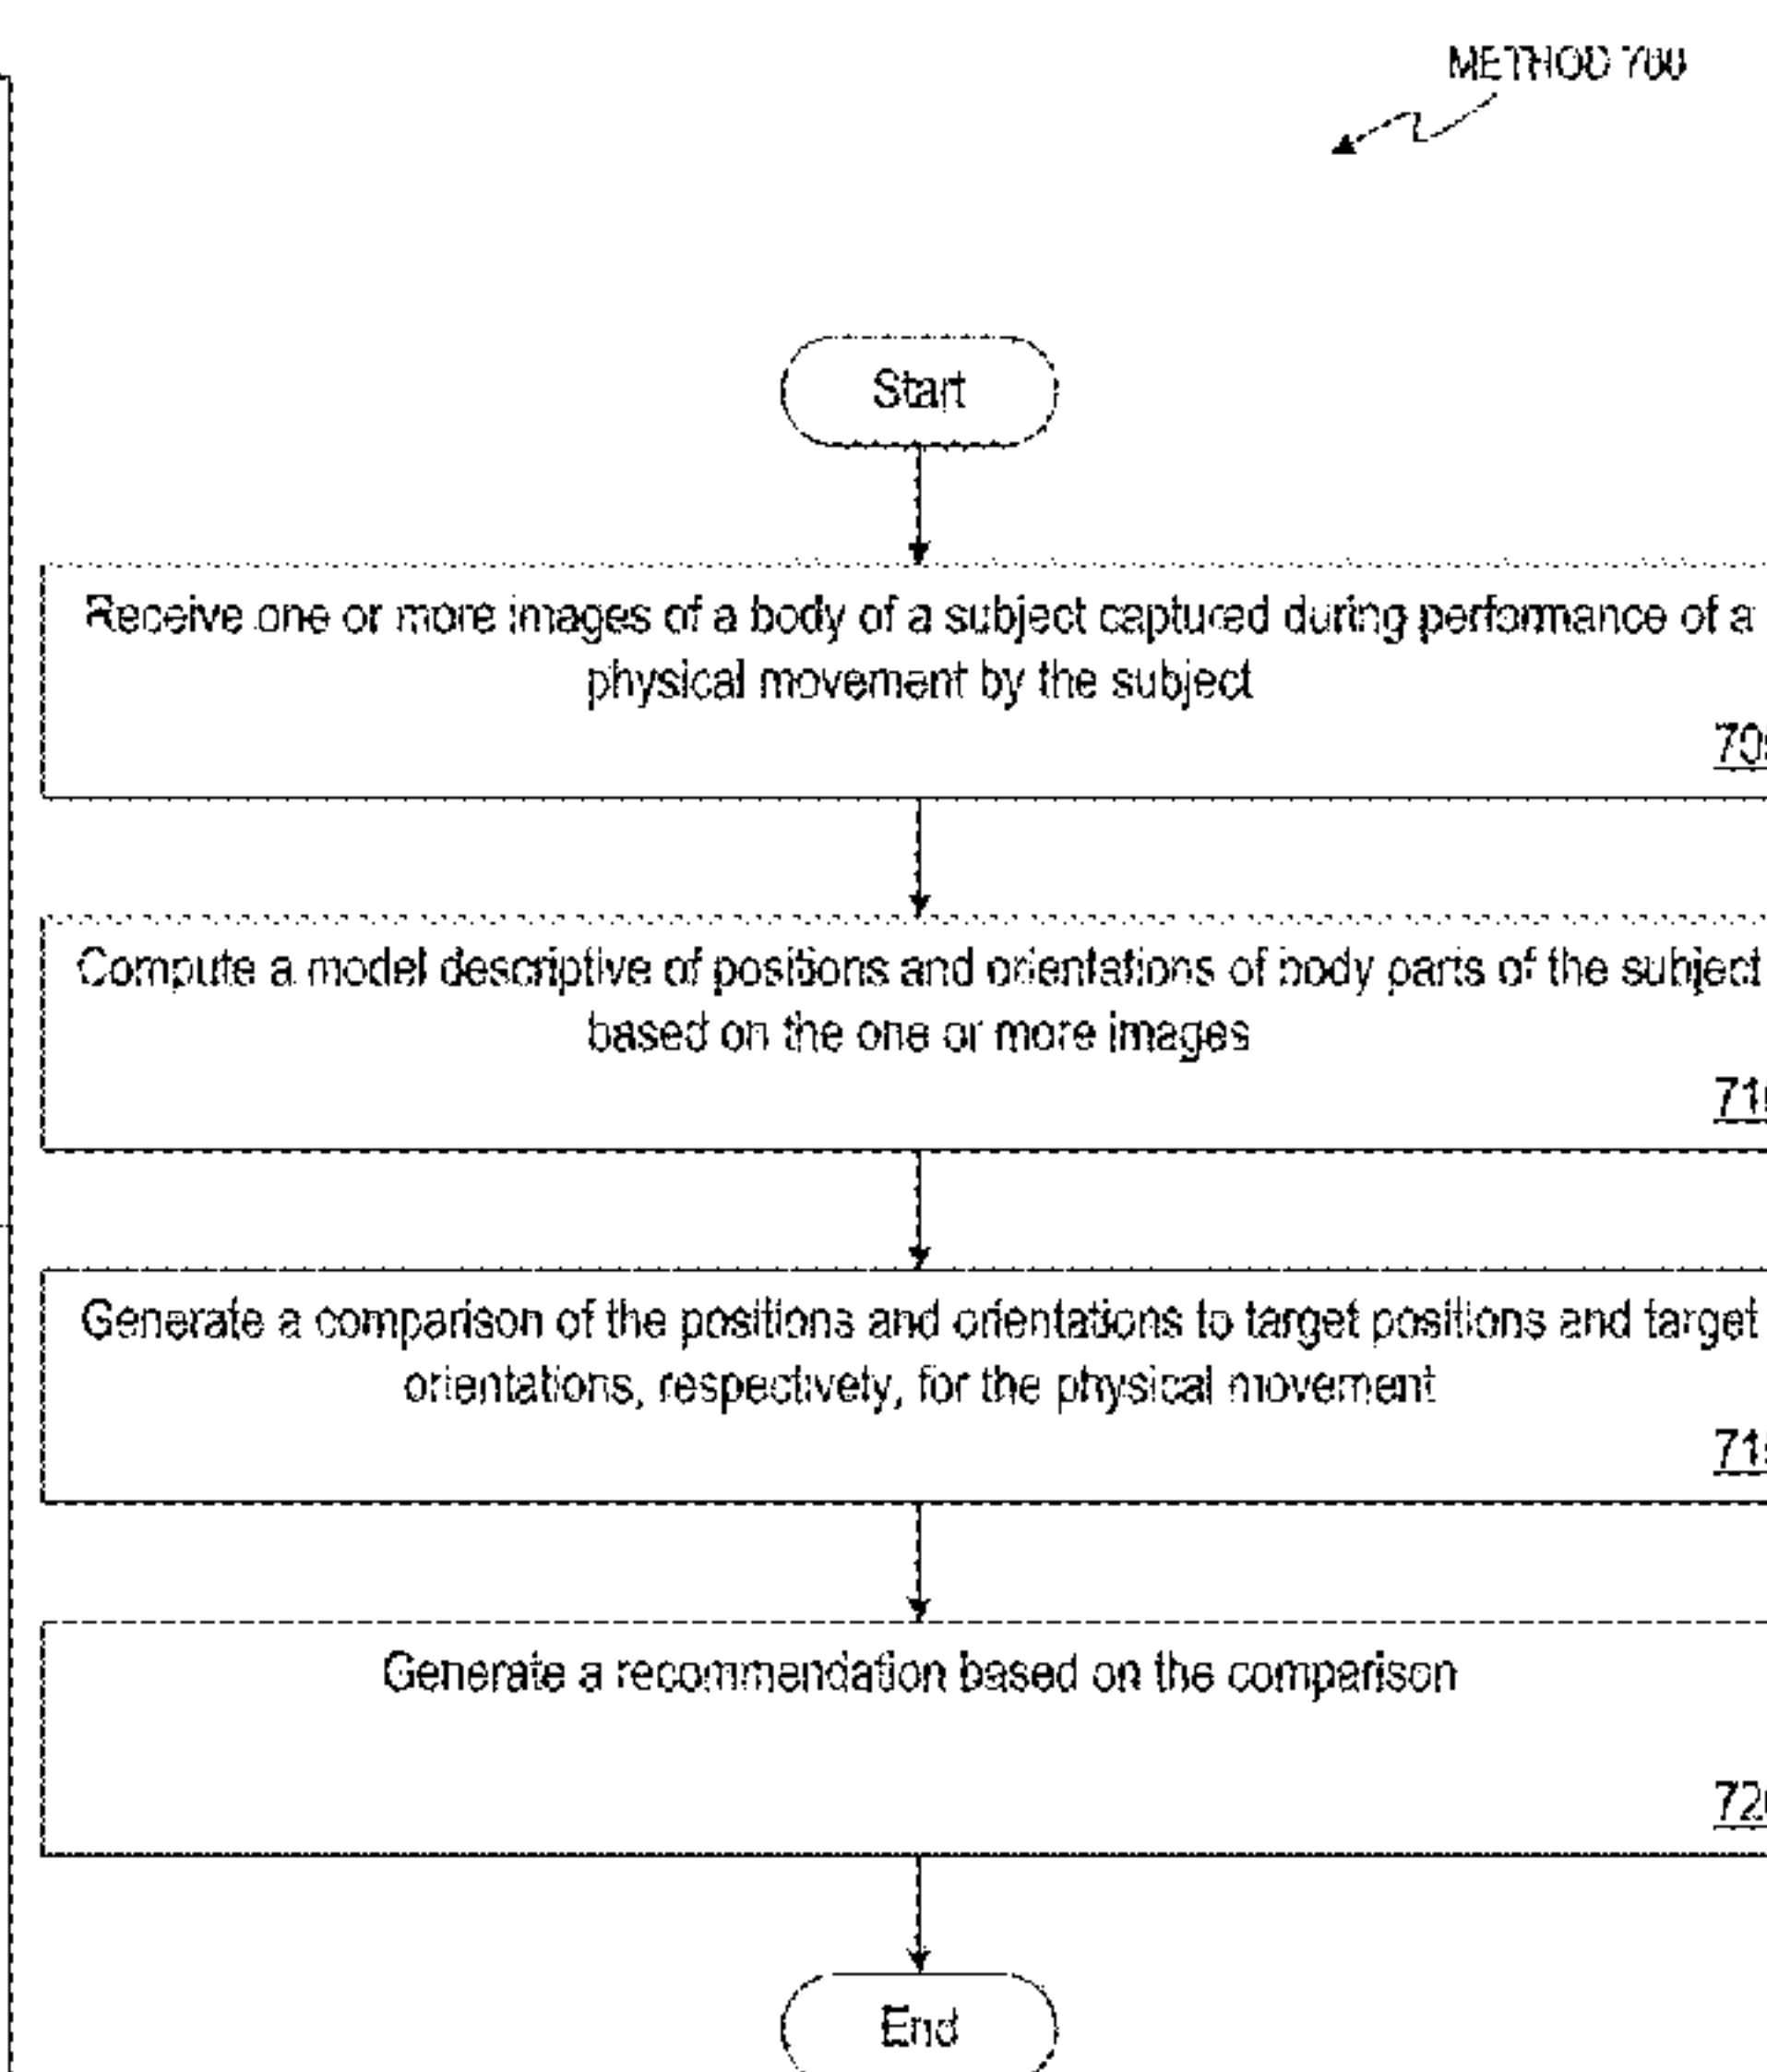 METHOD 700
Start
Receive one or more images of a body of a subject captured during performance of a
physical movement by the subject
Compute a model descriptive of positions and orientations of body parts of the subject
based on the one or more images
Generate a comparison of the positions and orientations to target positions and target
orientations, respectively, for the physical movement
Generate a recommendation based on the comparison
End